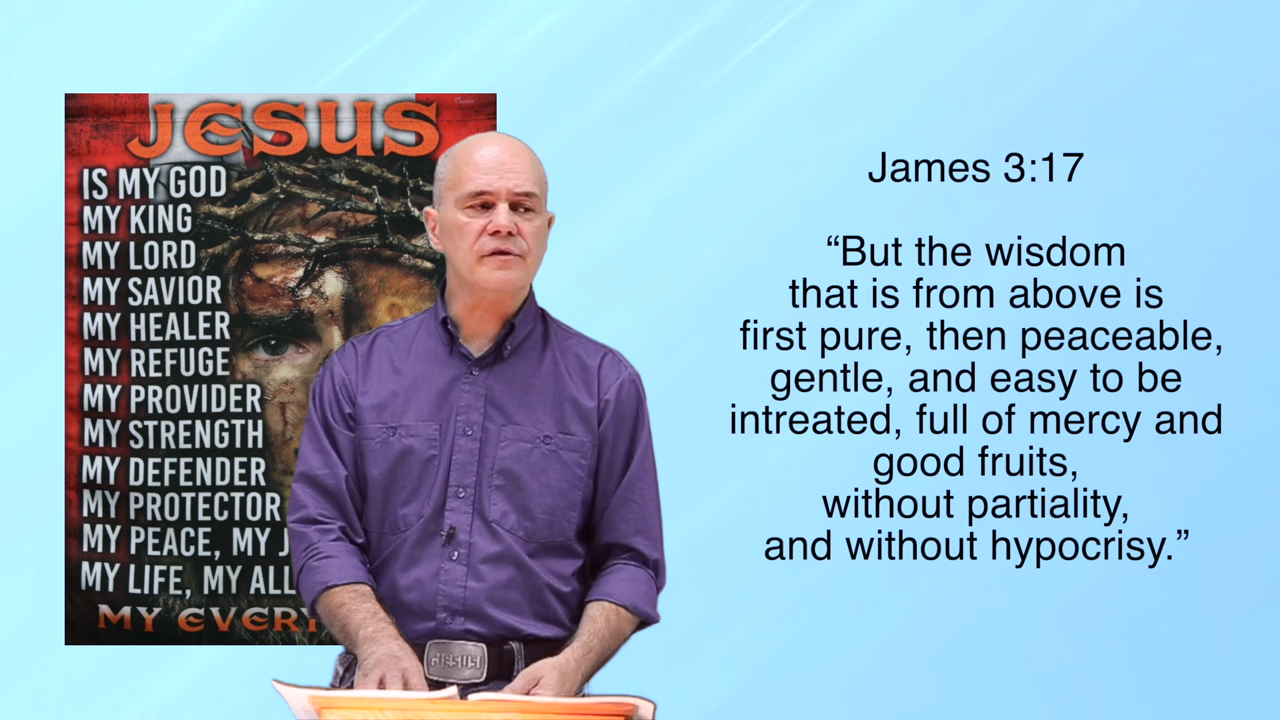 JESUS
IS MY GOD
MY KING
MY LORD
MY SAVIOR
MY HEALER
MY REFUGE
MY PROVIDER
MY STRENGTH
MY DEFENDER
MY PROTECTOR
MY PEACE, MY
MY LIFE, MY ALL
MY
JESUS
James 3:17
“But the wisdom
that is from above is
first pure, then peaceable,
gentle, and easy to be
intreated, full of mercy and
good fruits,
without partiality,
and without hypocrisy.”